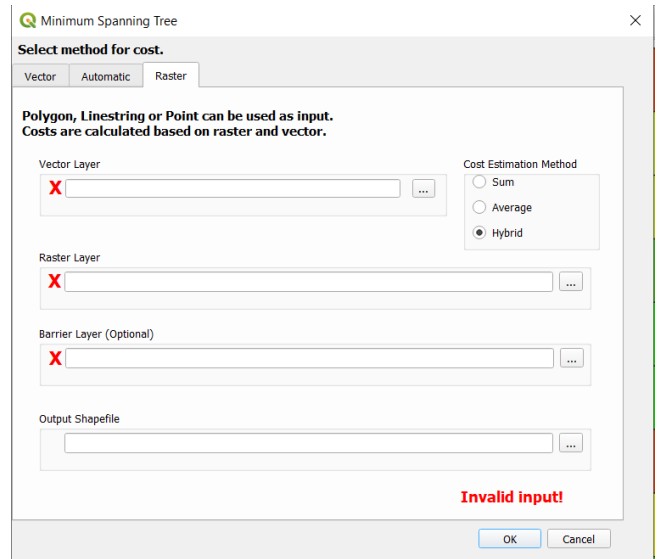 Minimum Spanning Tree
Select method for cost.
Vector
Automatic
Raster
Polygon, Linestring or Point can be used as input.
Costs are calculated based on raster and vector.
Vector Layer
X
...
Cost Estimation Method
Sum
Average
Hybrid
Raster Layer
X
...
Barrier Layer (Optional)
X
...
Output Shapefile
...
Invalid input!
OK
Cancel